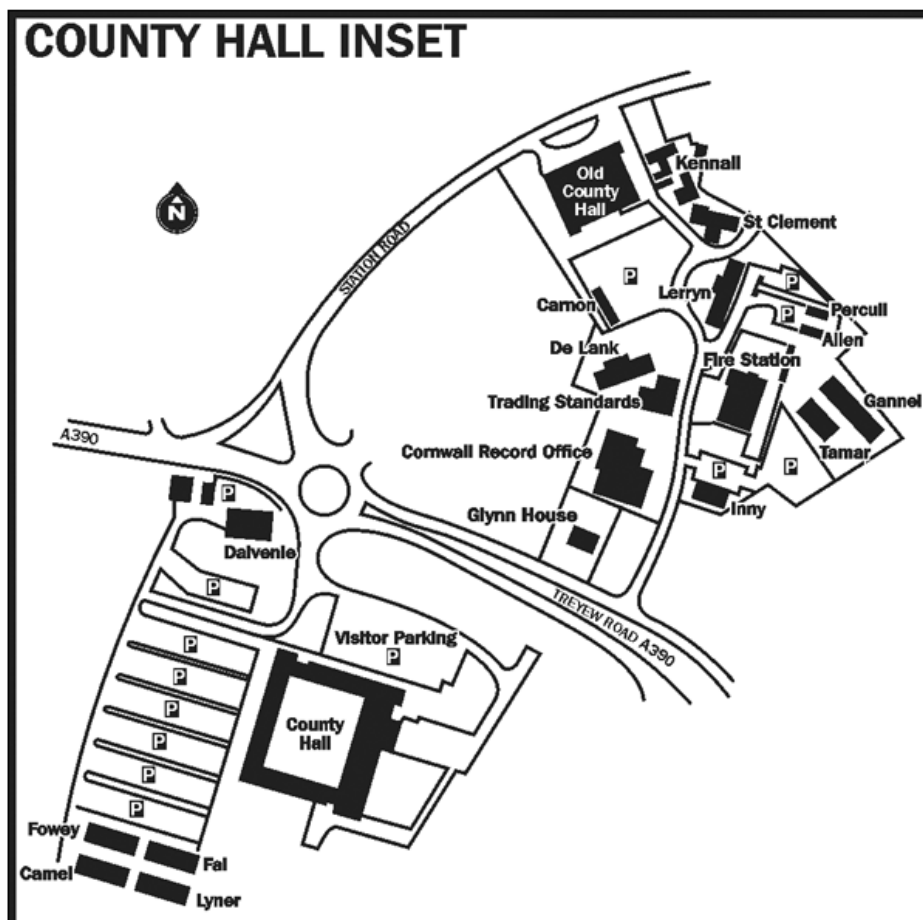 COUNTY HALL INSET
N
STATION ROAD
Old
County
Hall
Kennall
St Clement
P
Lerryn
P
Carnon
P
Percuil
Allen
De Lank
Fire Station
Trading Standards
Gannel
Cornwall Record Office
Tamar
P
P
A390
P
Inny
Glynn House
Dalvenie
P
TREYEW ROAD A390
Visitor Parking
P
P
P
P
P
P
P
County
Hall
Fowey
Fal
Camel
Lyner